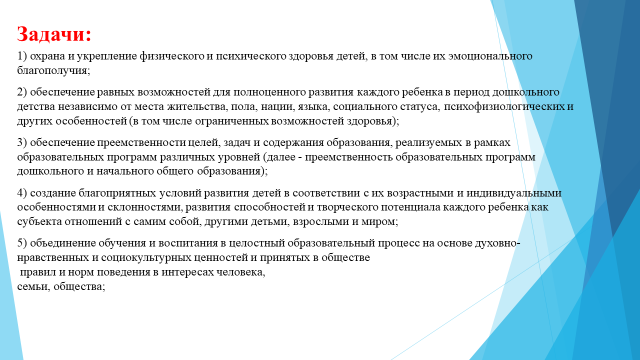 Задачи:
1) охрана и укрепление физического и психического здоровья детей, в том числе их эмоционального
благополучия;
2) обеспечение равных возможностей для полноценного развития каждого ребенка в период дошкольного
детства независимо от места жительства, пола, нации, языка, социального статуса, психофизиологических и
других особенностей (в том числе ограниченных возможностей здоровья);
3) обеспечение преемственности целей, задач и содержания образования, реализуемых в рамках
образовательных программ различных уровней (далее - преемственность образовательных программ
дошкольного и начального общего образования);
4) создание благоприятных условий развития детей в соответствии с их возрастными и индивидуальными
особенностями и склонностями, развития способностей и творческого потенциала каждого ребенка как
субъекта отношений с самим собой, другими детьми, взрослыми и миром;
5) объединение обучения и воспитания в целостный образовательный процесс на основе духовно-
нравственных и социокультурных ценностей и принятых в обществе
правил и норм поведения в интересах человека,
семьи, общества;